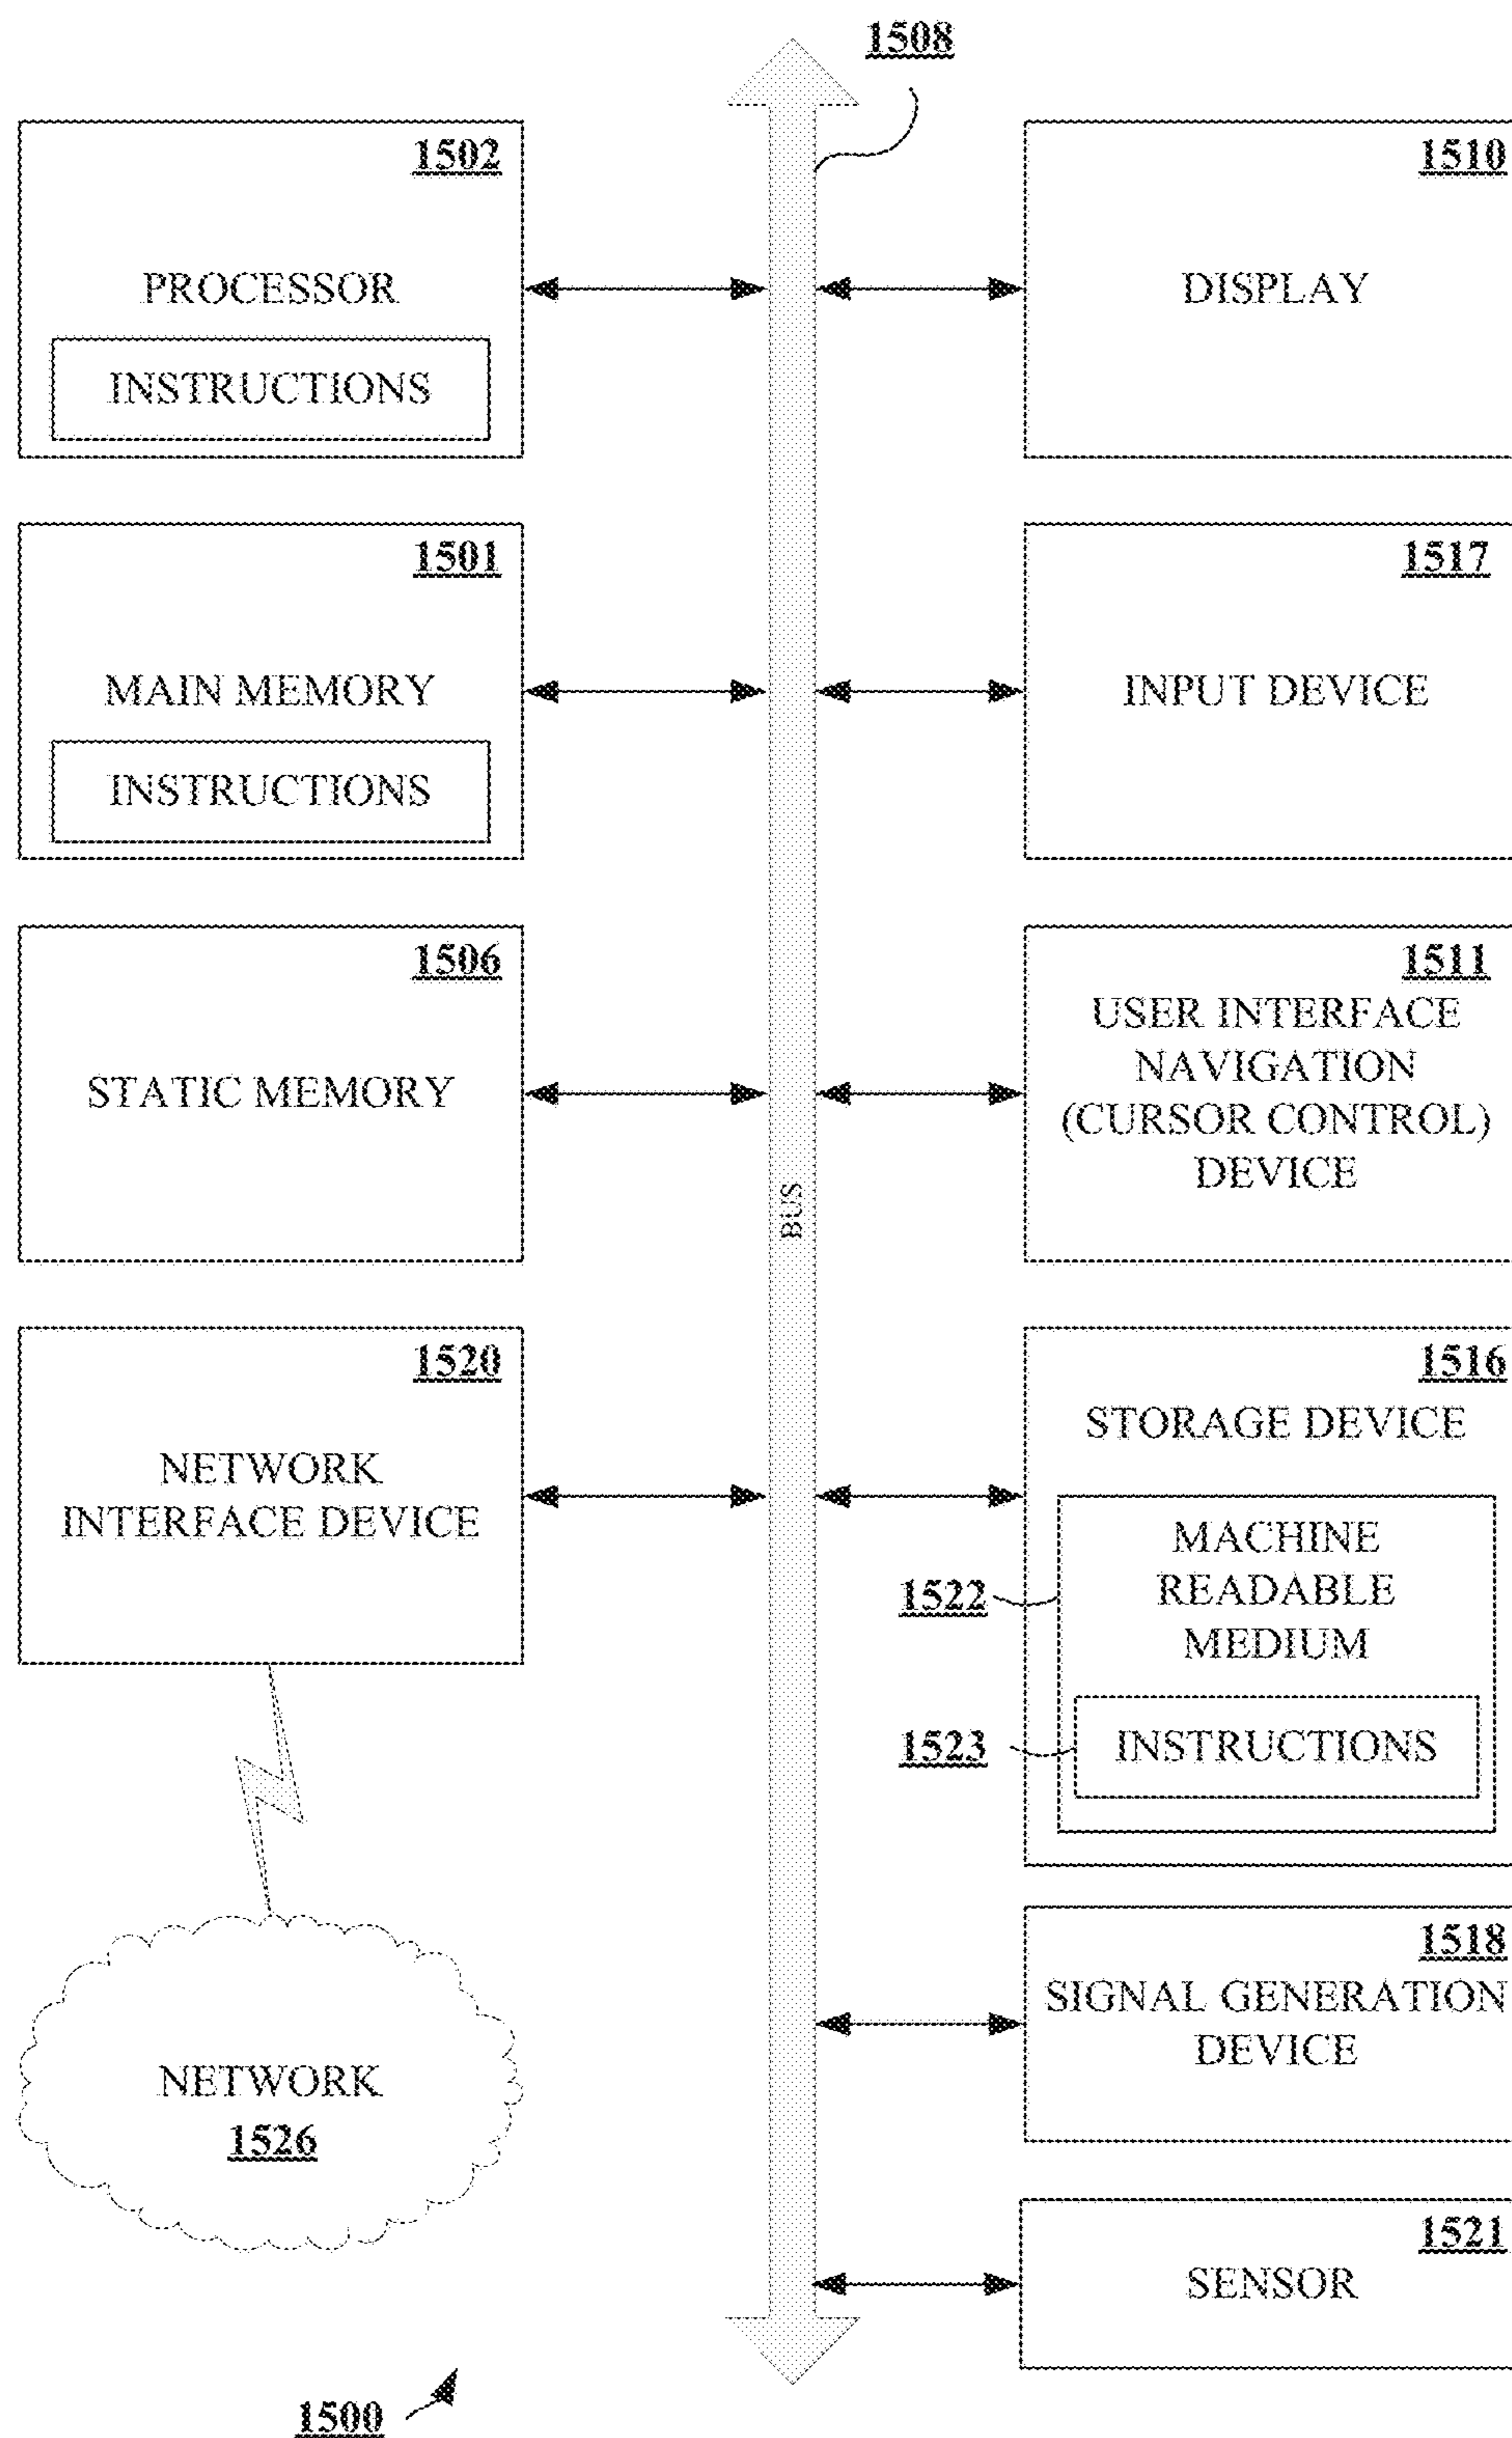 1508
1502
PROCESSOR
INSTRUCTIONS
1510
DISPLAY
1501
MAIN MEMORY
INSTRUCTIONS
1517
INPUT DEVICE
1506
STATIC MEMORY
1511
USER INTERFACE
NAVIGATION
(CURSOR CONTROL)
DEVICE
BUS
1520
NETWORK
INTERFACE DEVICE
1516
STORAGE DEVICE
MACHINE
READABLE
MEDIUM
1522
INSTRUCTIONS
1523
1518
SIGNAL GENERATION
DEVICE
NETWORK
1526
1521
SENSOR
1500